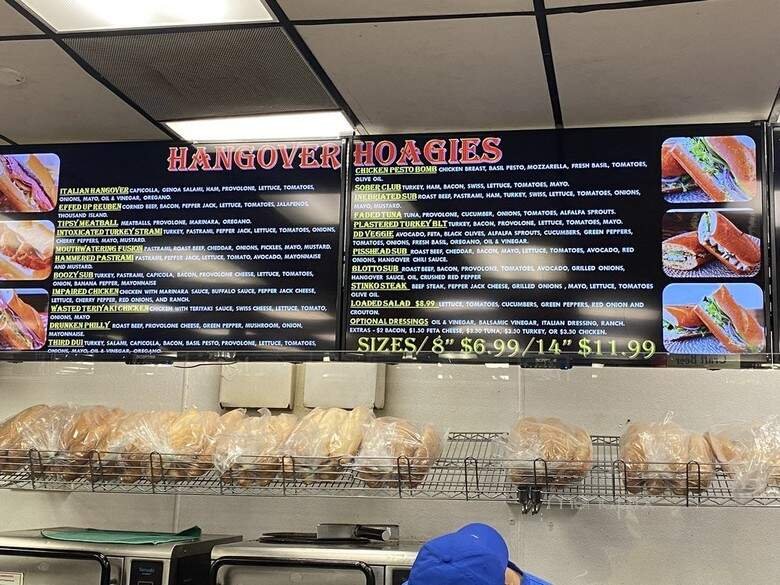 HANGOVER HOAGIES
ITALIAN HANGOVER CAPICOLLA, GENOA SALAMI, HAM, PROVOLONE, LETTUCE, TOMATOES,
ONIONS, MAYO, OIL & VINEGAR, OREGANO.
EFFED UP REUBEN CORNED BEEF, BACON, PEPPER JACK, LETTUCE, TOMATOES, JALAPENOS,
THOUSAND ISLAND.
TIPSY MEATBALL MEATBALLS, PROVOLONE, MARINARA, OREGANO.
INTOXICATED TURKEY STRAMI TURKEY, PASTRAMI, PEPPER JACK, LETTUCE, TOMATOES, ONIONS,
CHERRY PEPPERS, MAYO, MUSTARD.
MOUTHWATERING FUSION PASTRAMI, ROAST BEEF, CHEDDAR, ONIONS, PICKLES, MAYO, MUSTARD.
HAMMERED PASTRAMI PASTRAMI, PEPPER JACK, LETTUCE, TOMATO, AVOCADO, MAYONNAISE
AND MUSTARD.
BOOZY SUB TURKEY, PASTRAMI, CAPICOLA, BACON, PROVOLONE CHEESE, LETTUCE, TOMATOES,
ONION, BANANA PEPPER, MAYONNAISE
IMPAIRED CHICKEN CHICKEN WITH MARINARA SAUCE, BUFFALO SAUCE, PEPPER JACK CHEESE,
LETTUCE, CHERRY PEPPER, RED ONIONS, AND RANCH.
WASTED TERIYAKI CHICKEN CHICKEN WITH TERIYAKI SAUCE, SWISS CHEESE, LETTUCE, TOMATO,
ONIONS, MAYO
DRUNKEN PHILLY ROAST BEEF, PROVOLONE CHEESE, GREEN PEPPER, MUSHROOM, ONION,
MAYONNAISE.
THIRD DUI TURKEY, SALAMI, CAPICOLLA, BACON, BASIL PESTO, PROVOLONE, LETTUCE, TOMATOES,
ONIONS, MAYO, OIL & VINEGAR, OREGANO
CHICKEN PESTO BOMB CHICKEN BREAST, BASIL PESTO, MOZZARELLA, FRESH BASIL, TOMATOES,
OLIVE OIL.
SOBER CLUB TURKEY, HAM, BACON, SWISS, LETTUCE, TOMATOES, MAYO.
INEBRIATED SUB ROAST BEEF, PASTRAMI, HAM, TURKEY, SWISS, LETTUCE, TOMATOES, ONIONS,
MAYO, MUSTARD.
FADED TUNA TUNA, PROVOLONE, CUCUMBER, ONIONS, TOMATOES, ALFALFA SPROUTS.
PLASTERED TURKEY BLT TURKEY, BACON, PROVOLONE, LETTUCE, TOMATOES, MAYO.
DD VEGGIE AVOCADO, FETA, BLACK OLIVES, ALFALFA SPROUTS, CUCUMBERS, GREEN PEPPERS,
TOMATOES, ONIONS, FRESH BASIL, OREGANO, OIL & VINEGAR.
PISSHEAD SUB ROAST BEEF, CHEDDAR, BACON, MAYO, LETTUCE, TOMATOES, AVOCADO, RED
ONIONS, HANGOVER CHILI SAUCE.
BLOTTO SUB ROAST BEEF, BACON, PROVOLONE, TOMATOES, AVOCADO, GRILLED ONIONS,
HANGOVER SAUCE, OIL, CRUSHED RED PEPPER
STINKO STEAK BEEF STEAK, PEPPER JACK CHEESE, GRILLED ONIONS, MAYO, LETTUCE, TOMATOES
OLIVE OIL.
LOADED SALAD $8.99 LETTUCE, TOMATOES, CUCUMBERS, GREEN PEPPERS, RED ONION AND
CROUTON.
OPTIONAL DRESSINGS OIL & VINEGAR, BALSAMIC VINEGAR, ITALIAN DRESSING, RANCH.
EXTRAS - $2 BACON, $1.50 FETA CHEESE, $3.50 TUNA, $3.50 TURKEY, OR $3.50 CHICKEN.
SIZES/ 8" $6.99/14" $11.99